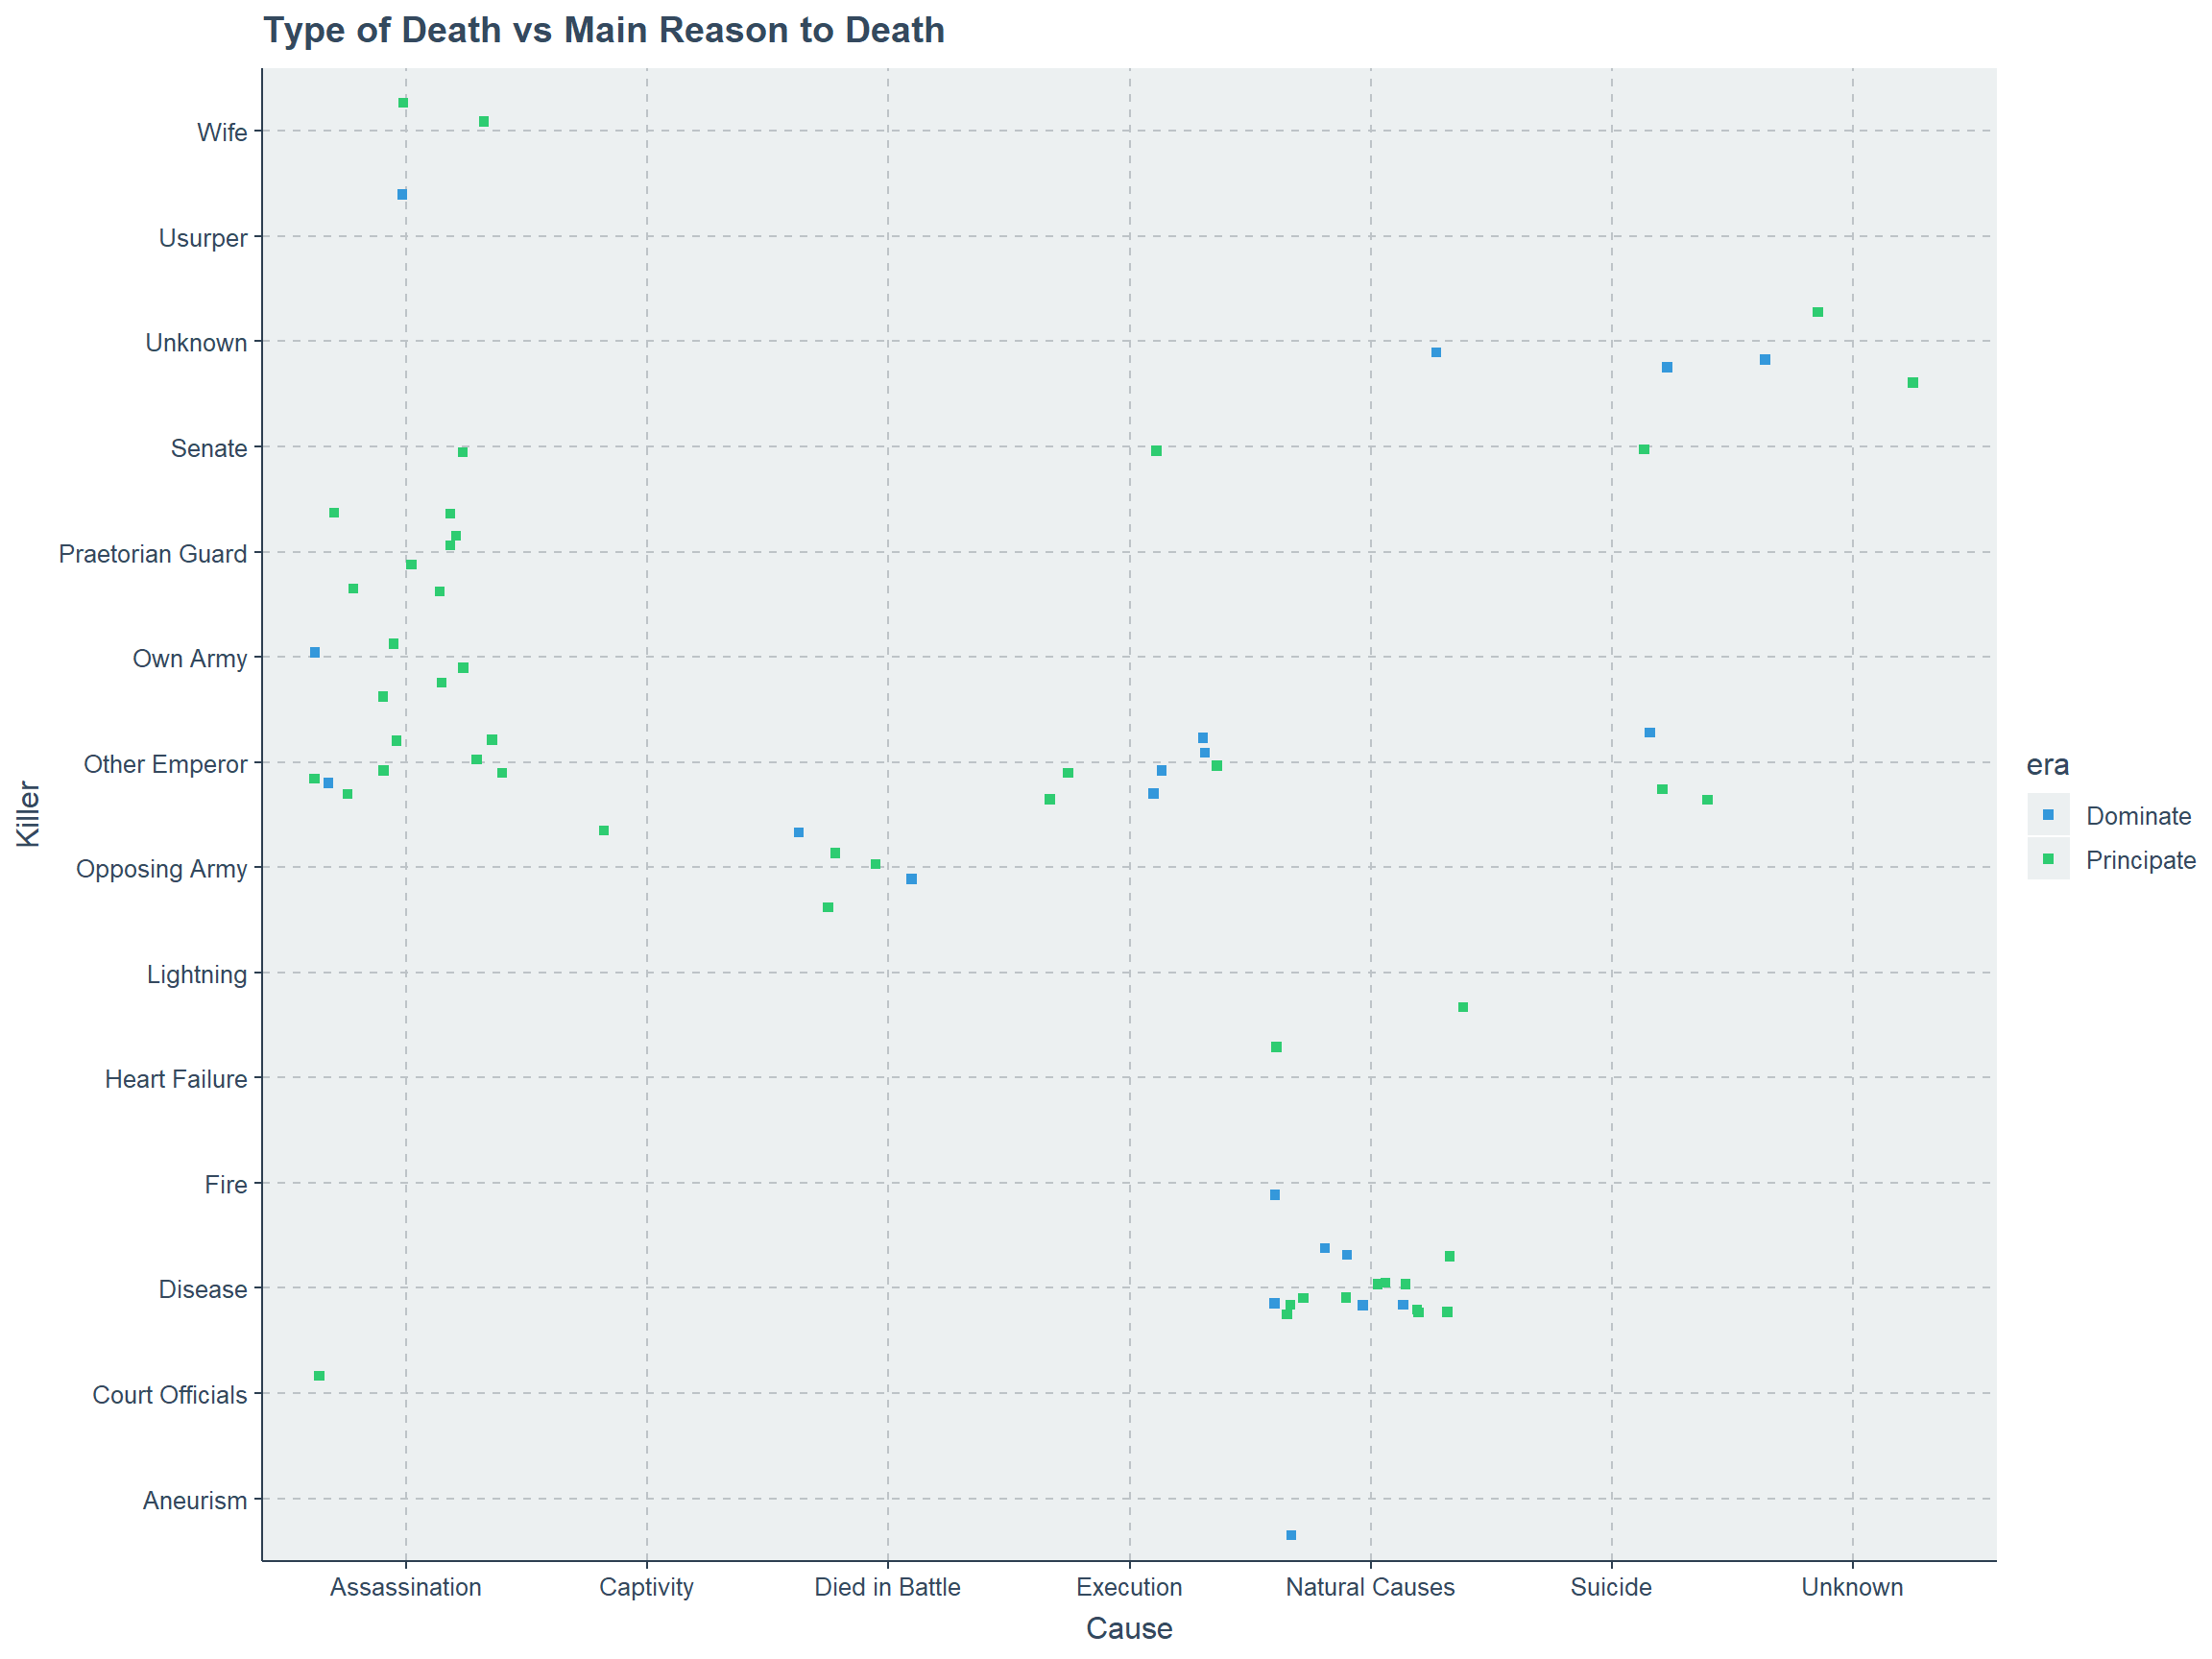 Type of Death vs Main Reason to Death
Killer
Wife
Usurper
Unknown
Senate
Praetorian Guard
Own Army
Other Emperor
Opposing Army
Lightning
Heart Failure
Fire
Disease
Court Officials
Aneurism
Assassination
Captivity
Died in Battle
Execution
Natural Causes
Suicide
Unknown
Cause
era
Dominate
Principate